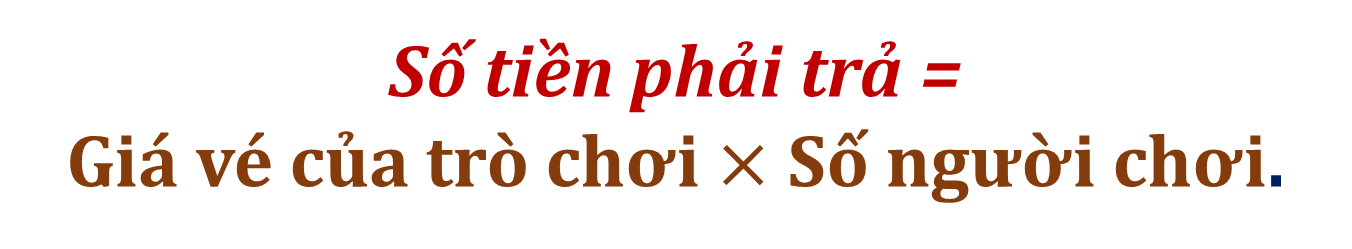 Số tiền phải trả =
Giá vé của trò chơi × Số người chơi.